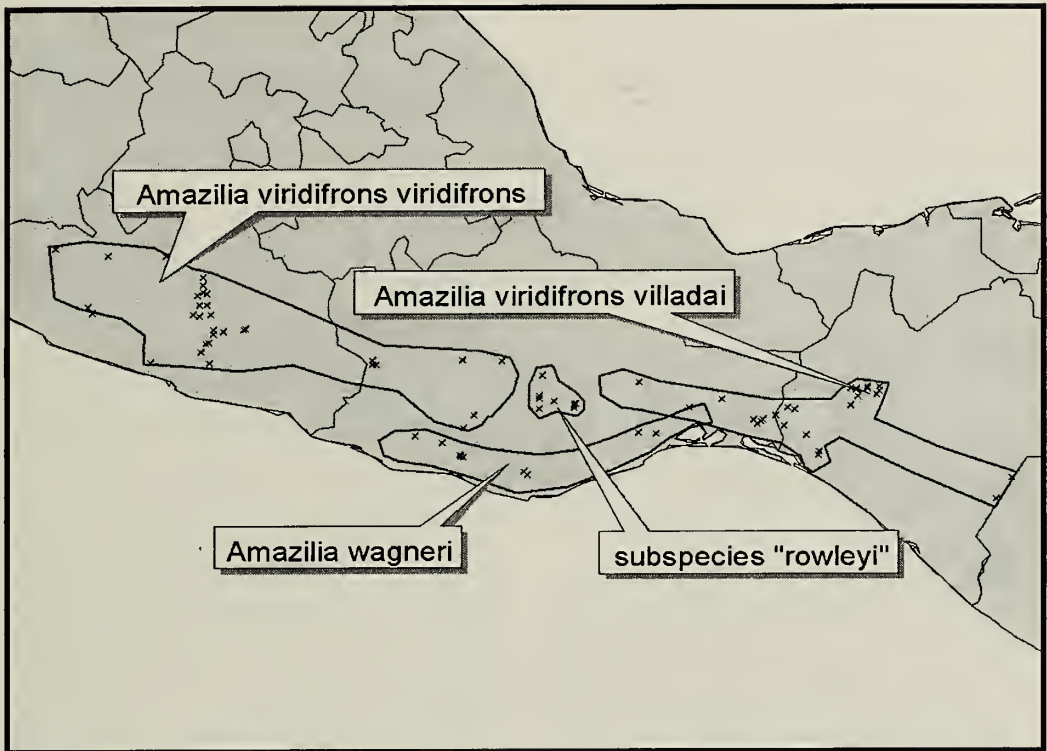 Amazilia viridifrons viridifrons
Amazilia viridifrons villadai
Amazilia wagneri
subspecies "rowleyi"